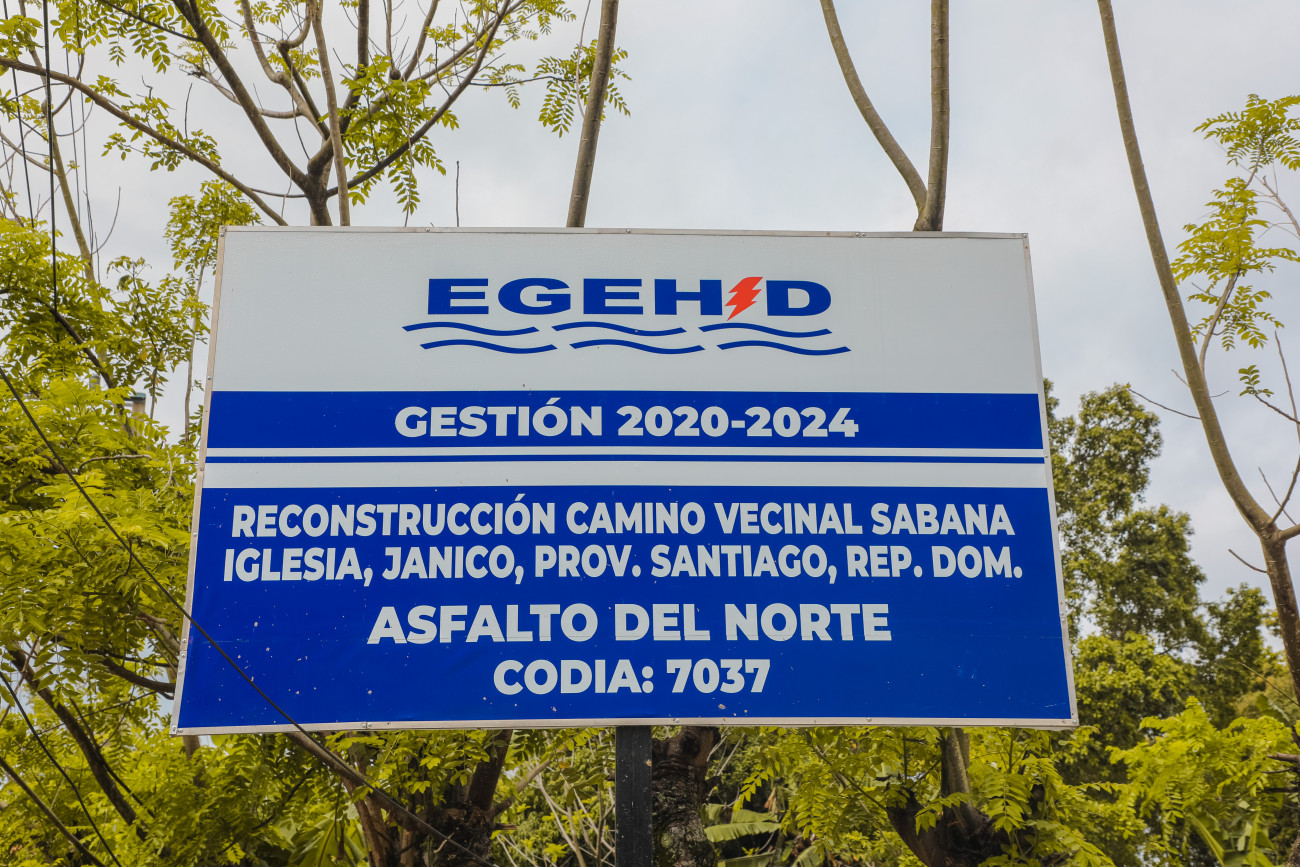 EGEHID
GESTIÓN 2020-2024
RECONSTRUCCIÓN CAMINO VECINAL SABANA
IGLESIA, JANICO, PROV. SANTIAGO, REP. DOM.
ASFALTO DEL NORTE
CODIA: 7037